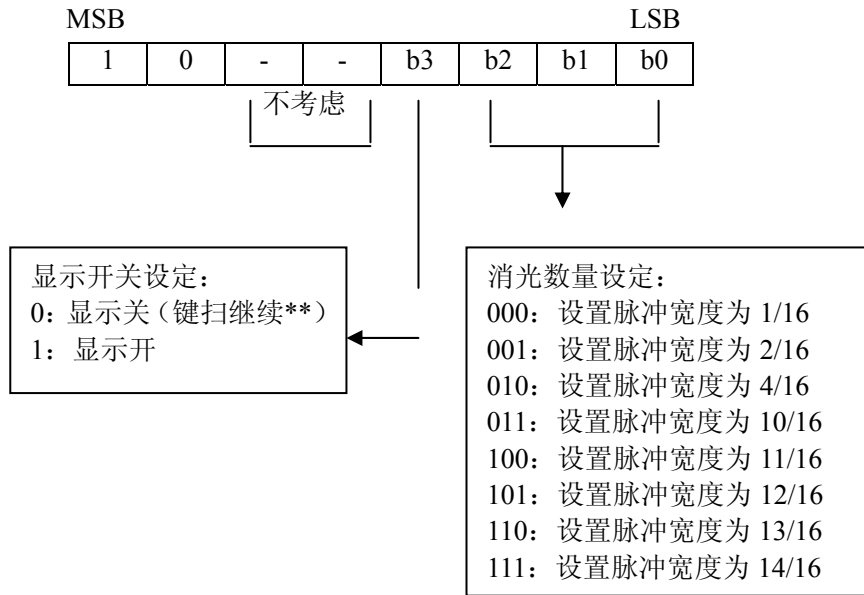 MSB LSB
1 0 - - b3 b2 b1 b0
不考虑
显示开关设定：
0：显示关（键扫继续**）
1：显示开
消光数量设定：
000：设置脉冲宽度为 1/16
001：设置脉冲宽度为 2/16
010：设置脉冲宽度为 4/16
011：设置脉冲宽度为 10/16
100：设置脉冲宽度为 11/16
101：设置脉冲宽度为 12/16
110：设置脉冲宽度为 13/16
111：设置脉冲宽度为 14/16